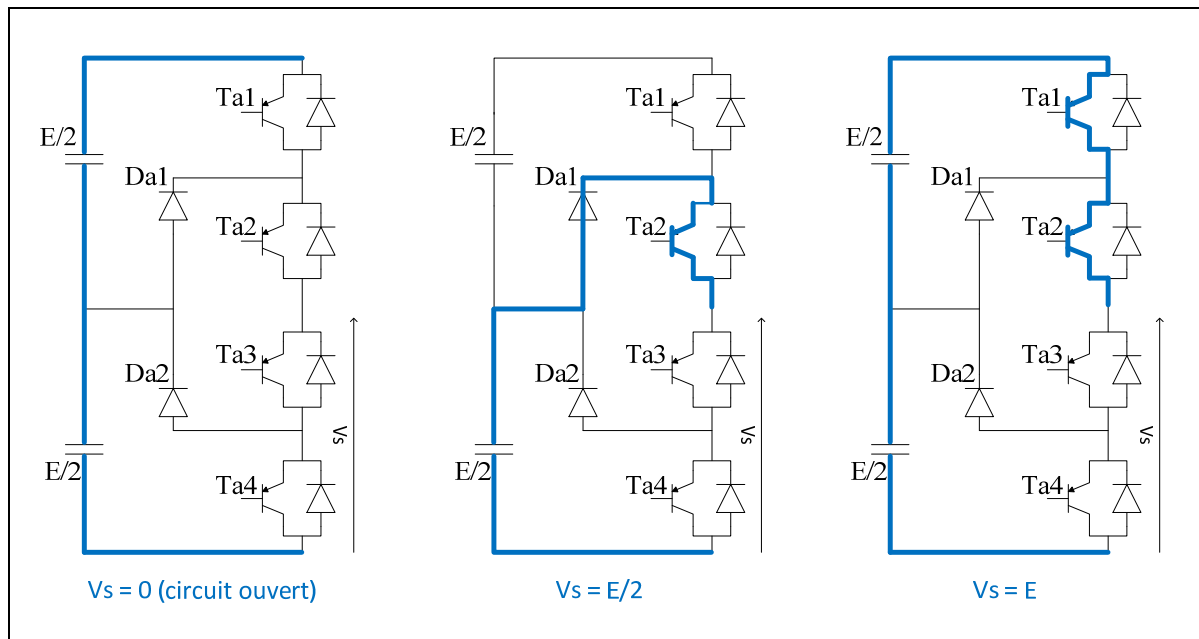 Ta1
E/2
Da1
Ta2
Ta3
Da2
Vs
E/2
Ta4
Vs = 0 (circuit ouvert)
Ta1
E/2
Da1
Ta2
Ta3
Da2
Vs
E/2
Ta4
Vs = E/2
Ta1
E/2
Da1
Ta2
Ta3
Da2
Vs
E/2
Ta4
Vs = E